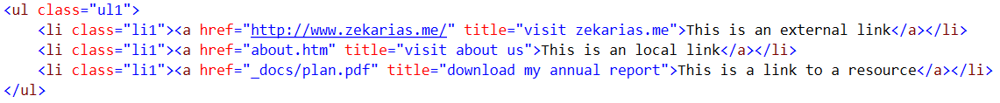 <ul class="ul1">
    <li class="li1"><a href="http://www.zekarias.me/" title="visit zekarias.me">This is an external link</a></li>
    <li class="li1"><a href="about.htm" title="visit about us">This is an local link</a></li>
    <li class="li1"><a href="_docs/plan.pdf" title="download my annual report">This is a link to a resource</a></li>
</ul>